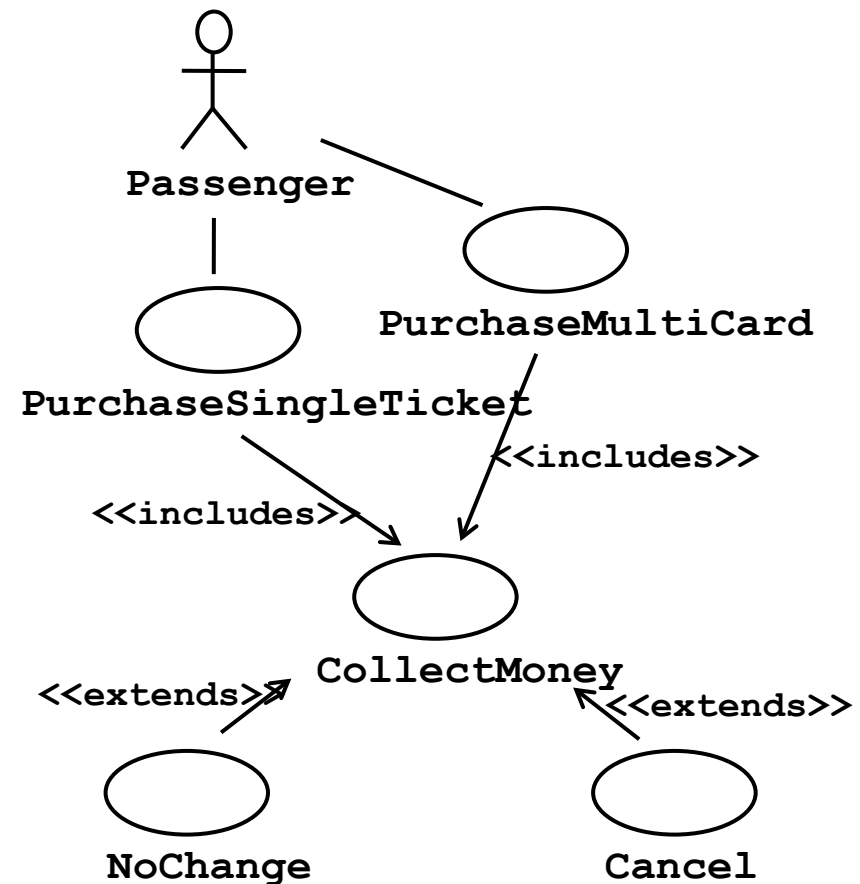 Passenger
PurchaseMultiCard
PurchaseSingleTicket
<<includes>>
<<includes>>
CollectMoney
<<extends>>
<<extends>>
NoChange
Cancel